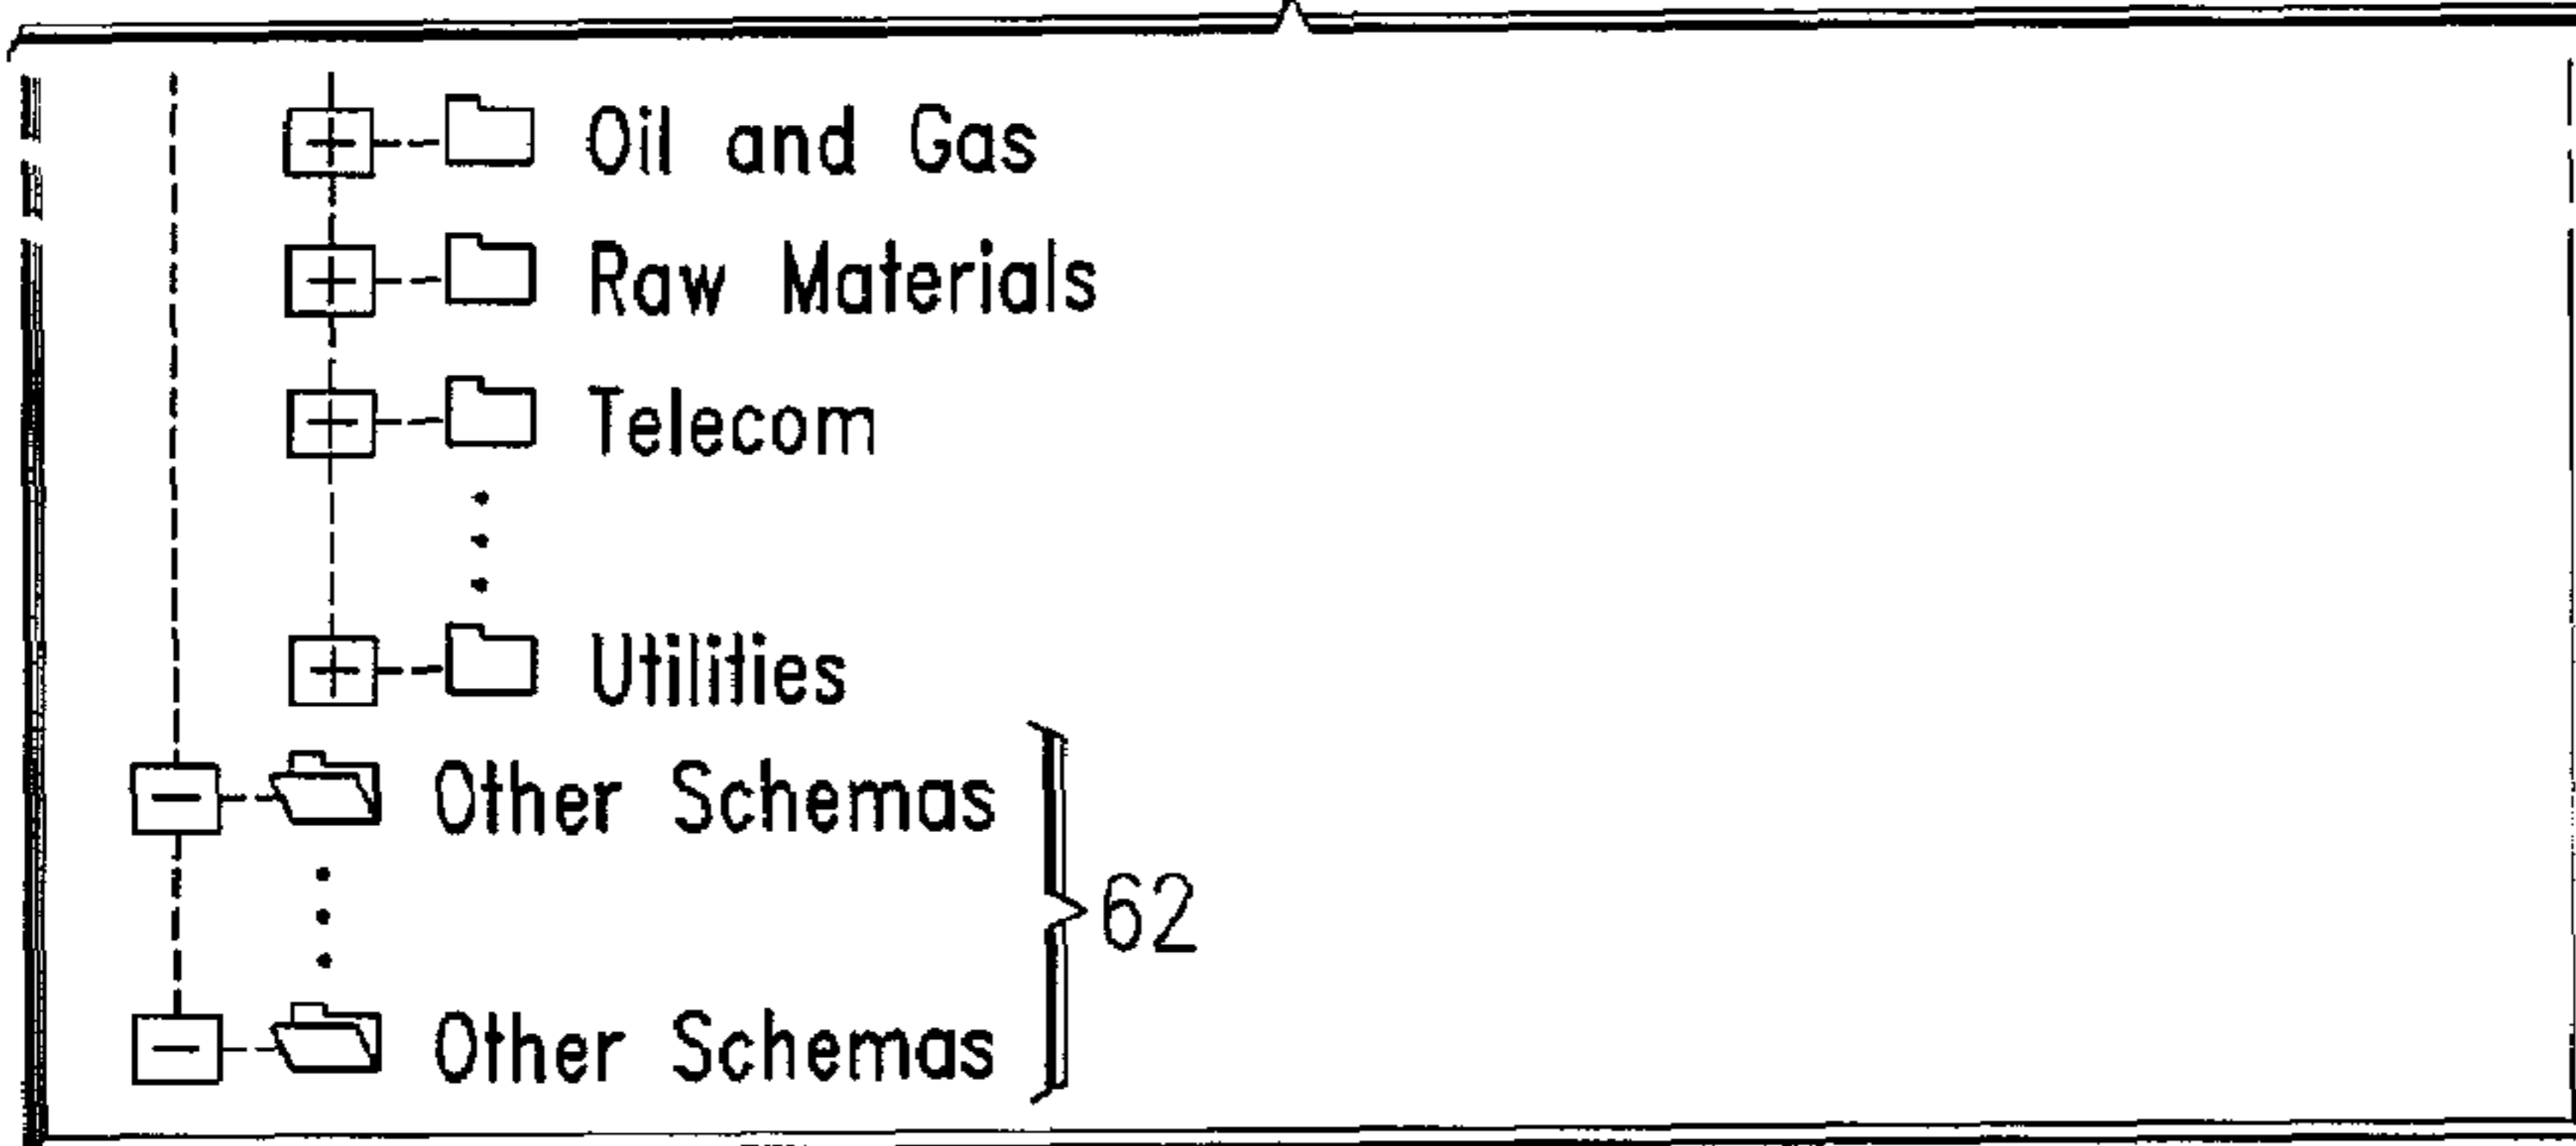 Oil and Gas
Raw Materials
Telecom
Utilities
Other Schemas
62
Other Schemas